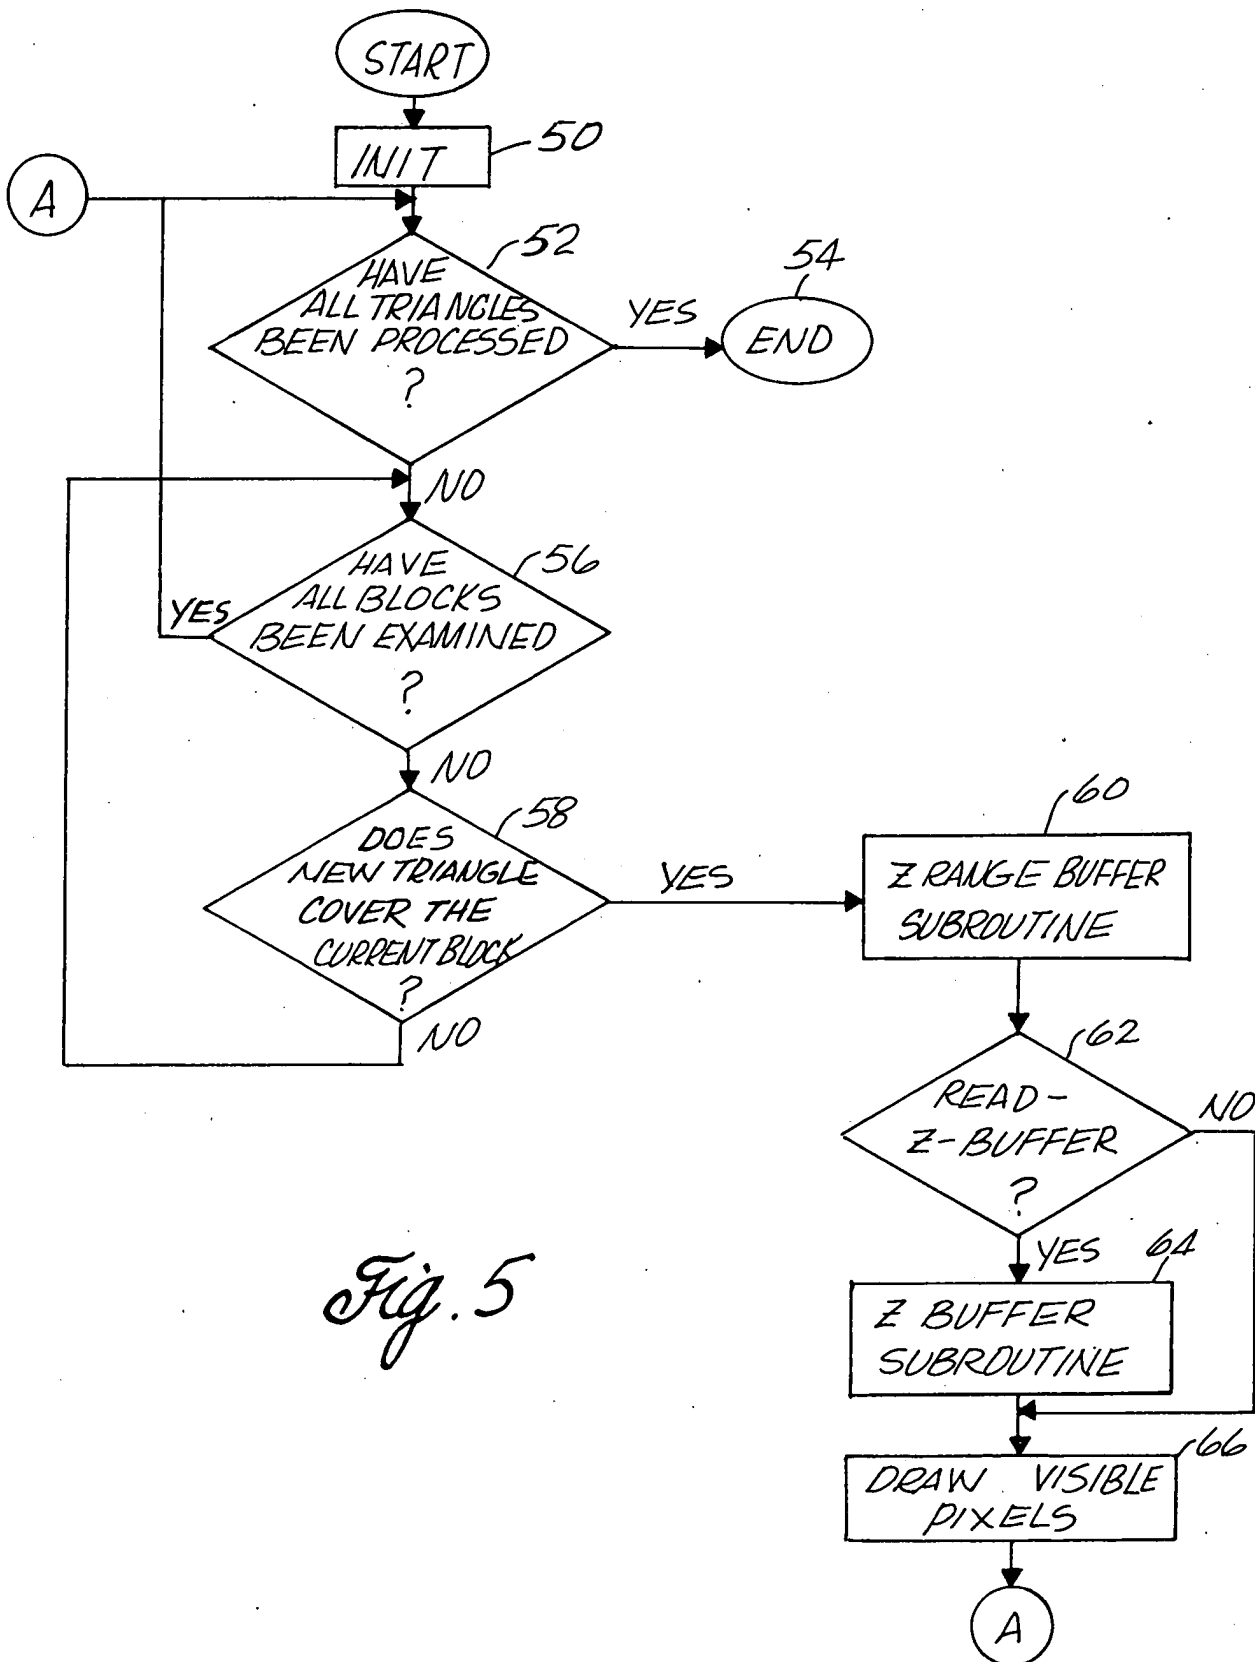 START
INIT
50
A
HAVE
ALL TRIANGLES
BEEN PROCESSED
?
52
YES
54
END
NO
HAVE
ALL BLOCKS
BEEN EXAMINED
?
56
YES
NO
DOES
NEW TRIANGLE
COVER THE
CURRENT BLOCK
?
58
YES
NO
60
Z RANGE BUFFER
SUBROUTINE
62
READ-
Z-BUFFER
?
NO
YES
64
Z BUFFER
SUBROUTINE
66
DRAW VISIBLE
PIXELS
A
Fig. 5